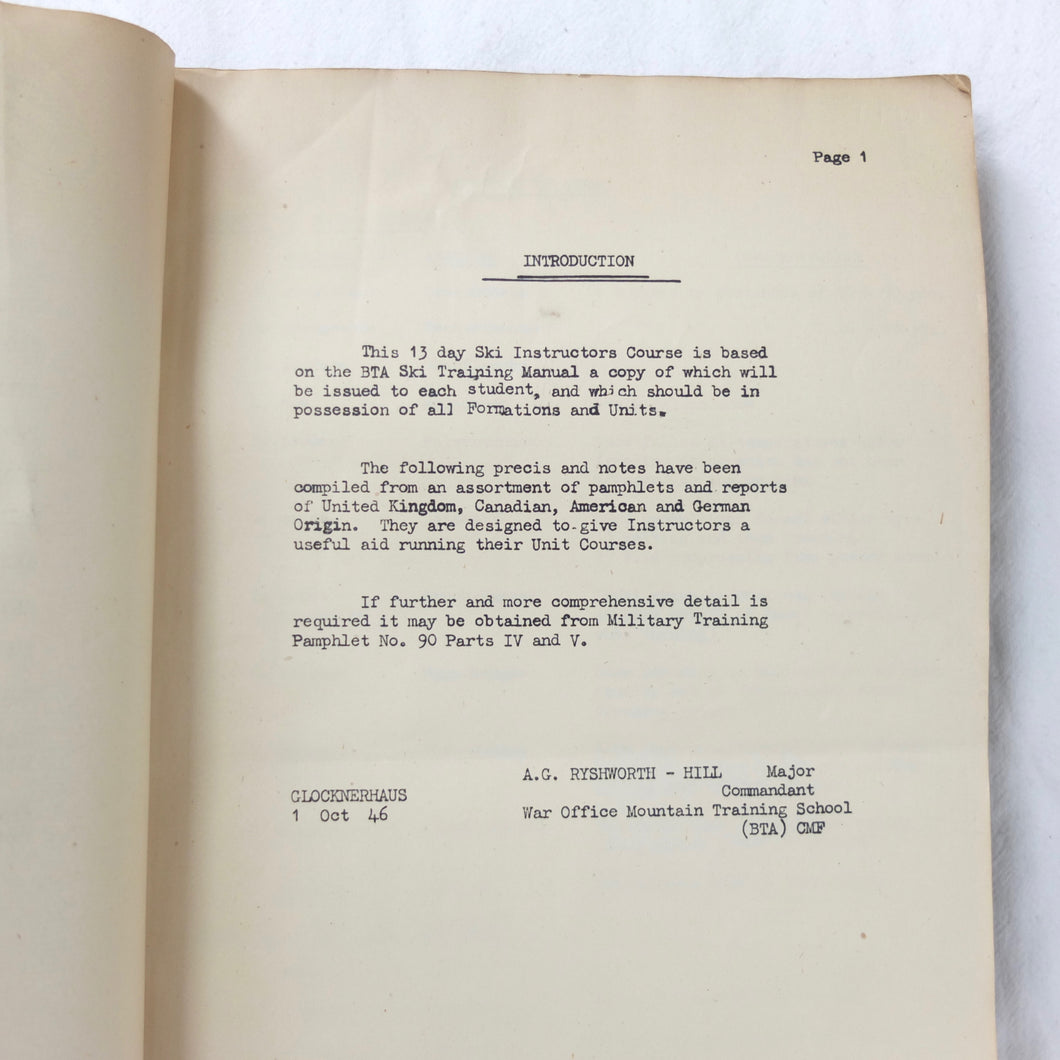 Page 1
INTRODUCTION
This 13 day Ski Instructors Course is based
on the BTA Ski Training Manual a copy of which will
be issued to each student, and which should be in
possession of all Formations and Units.
The following precis and notes have been
compiled from an assortment of pamphlets and reports
of United Kingdom, Canadian, American and German
Origin. They are designed to give Instructors a
useful aid running their Unit Courses.
If further and more comprehensive detail is
required it may be obtained from Military Training
Pamphlet No. 90 Parts IV and V.
A.G. RYSHWORTH - HILL Major
Commandant
War Office Mountain Training School
(BTA) CMF
GLOCKNERHAUS
1 Oct 46